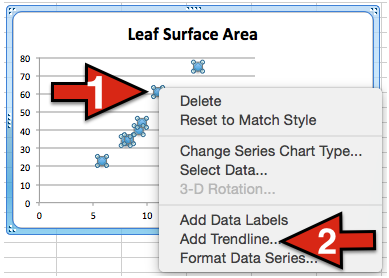 Leaf Surface Area
80
70
60
50
40
30
20
10
0
0 5 10
1
Delete
Reset to Match Style
Change Series Chart Type...
Select Data...
3-D Rotation...
Add Data Labels
Add Trendline...
Format Data Series...
2